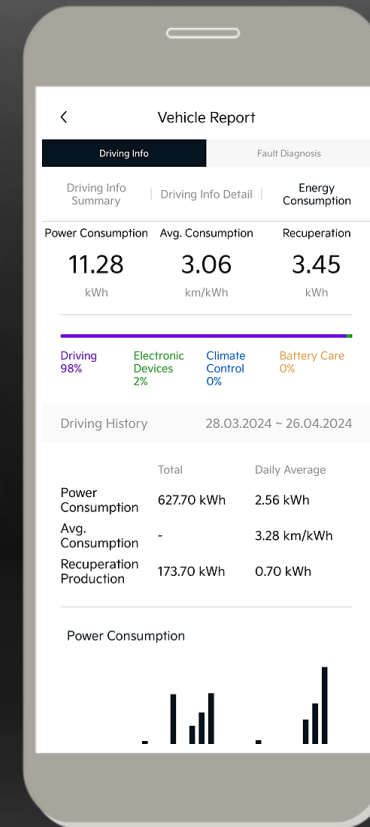 Vehicle Report
Driving Info
Fault Diagnosis
Driving Info
Summary
Driving Info Detail
Energy
Consumption
Power Consumption
Avg. Consumption
Recuperation
11.28
3.06
3.45
kWh
km/kWh
kWh
Driving
98%
Electronic
Devices
2%
Climate
Control
0%
Battery Care
0%
Driving History
28.03.2024 ~ 26.04.2024
Total
Daily Average
Power
Consumption
627.70 kWh
2.56 kWh
Avg.
Consumption
-
3.28 km/kWh
Recuperation
Production
173.70 kWh
0.70 kWh
Power Consumption